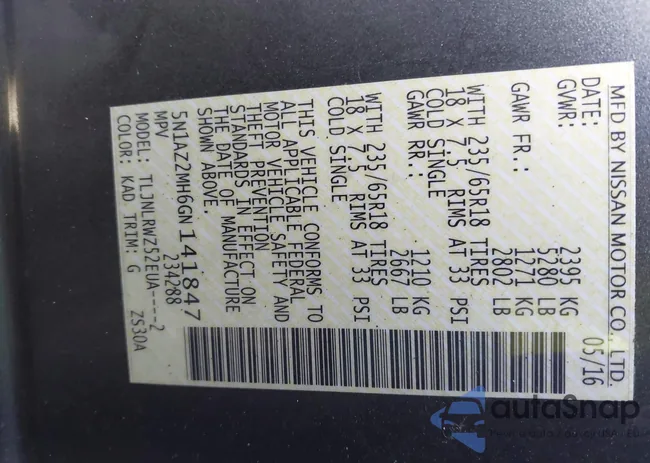 MFD BY NISSAN MOTOR CO., LTD.
DATE: 05/16
GVWR: 2395 KG
5280 LB
GAWR FR.: 1271 KG
2802 LB
WITH 235/65R18 TIRES
18 X 7.5 RIMS AT 33 PSI
COLD SINGLE
GAWR RR.: 1210 KG
2667 LB
WITH 235/65R18 TIRES
18 X 7.5 RIMS AT 33 PSI
COLD SINGLE
THIS VEHICLE CONFORMS TO
ALL APPLICABLE FEDERAL
MOTOR VEHICLE SAFETY AND
THEFT PREVENTION
STANDARDS IN EFFECT ON
THE DATE OF MANUFACTURE
SHOWN ABOVE.
5N1AZ2MH6GN141847
MPV 234288
MODEL: TLJNLRWZ52EUA----2
COLOR: KAD TRIM: G ZS30A
autoSnap